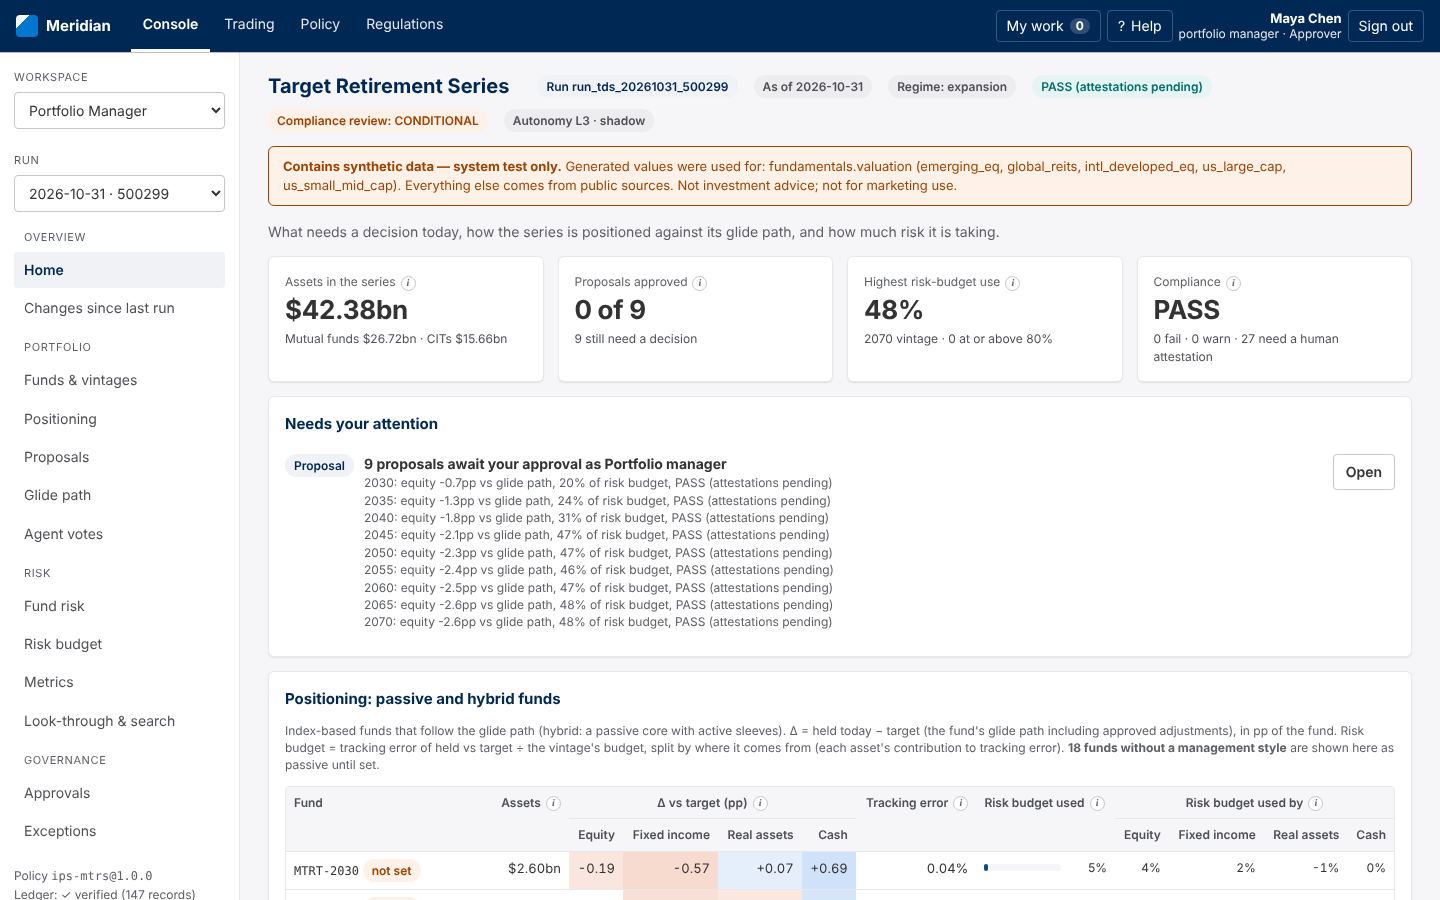 Meridian
Console
Trading
Policy
Regulations
My work 0
? Help
Maya Chen
portfolio manager · Approver
Sign out
WORKSPACE
Portfolio Manager
RUN
2026-10-31 · 500299
OVERVIEW
Home
Changes since last run
PORTFOLIO
Funds & vintages
Positioning
Proposals
Glide path
Agent votes
RISK
Fund risk
Risk budget
Metrics
Look-through & search
GOVERNANCE
Approvals
Exceptions
Policy ips-mtrs@1.0.0
Ledger: ✓ verified (147 records)
Target Retirement Series
Run run_tds_20261031_500299
As of 2026-10-31
Regime: expansion
PASS (attestations pending)
Compliance review: CONDITIONAL
Autonomy L3 · shadow
Contains synthetic data — system test only. Generated values were used for: fundamentals.valuation (emerging_eq, global_reits, intl_developed_eq, us_large_cap,
us_small_mid_cap). Everything else comes from public sources. Not investment advice; not for marketing use.
What needs a decision today, how the series is positioned against its glide path, and how much risk it is taking.
Assets in the series i
$42.38bn
Mutual funds $26.72bn · CITs $15.66bn
Proposals approved i
0 of 9
9 still need a decision
Highest risk-budget use i
48%
2070 vintage · 0 at or above 80%
Compliance i
PASS
0 fail · 0 warn · 27 need a human
attestation
Needs your attention
Proposal
9 proposals await your approval as Portfolio manager
2030: equity -0.7pp vs glide path, 20% of risk budget, PASS (attestations pending)
2035: equity -1.3pp vs glide path, 24% of risk budget, PASS (attestations pending)
2040: equity -1.8pp vs glide path, 31% of risk budget, PASS (attestations pending)
2045: equity -2.1pp vs glide path, 47% of risk budget, PASS (attestations pending)
2050: equity -2.3pp vs glide path, 47% of risk budget, PASS (attestations pending)
2055: equity -2.4pp vs glide path, 46% of risk budget, PASS (attestations pending)
2060: equity -2.5pp vs glide path, 47% of risk budget, PASS (attestations pending)
2065: equity -2.6pp vs glide path, 48% of risk budget, PASS (attestations pending)
2070: equity -2.6pp vs glide path, 48% of risk budget, PASS (attestations pending)
Open
Positioning: passive and hybrid funds
Index-based funds that follow the glide path (hybrid: a passive core with active sleeves). Δ = held today − target (the fund's glide path including approved adjustments), in pp of the fund. Risk
budget = tracking error of held vs target ÷ the vintage's budget, split by where it comes from (each asset's contribution to tracking error). 18 funds without a management style are shown here as
passive until set.
Fund Assets i Δ vs target (pp) i Tracking error i Risk budget used i Risk budget used by i
Equity Fixed income Real assets Cash Equity Fixed income Real assets Cash
MTRT-2030 not set $2.60bn -0.19 -0.57 +0.07 +0.69 0.04% 5% 4% 2% -1% 0%